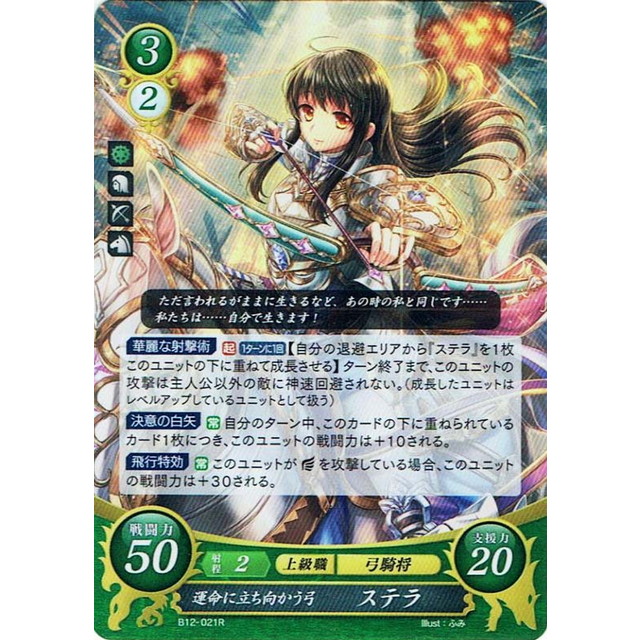 3
2
ただ言われるがままに生きるなど、あの時の私と同じです……
私たちは……自分で生きます！
華麗な射撃術 起 1ターンに1回【自分の退避エリアから『ステラ』を1枚
このユニットの下に重ねて成長させる】ターン終了まで、このユニットの
攻撃は主人公以外の敵に神速回避されない。（成長したユニットは
レベルアップしているユニットとして扱う）
決意の白矢 常 自分のターン中、このカードの下に重ねられている
カード1枚につき、このユニットの戦闘力は＋10される。
飛行特効 常 このユニットが を攻撃している場合、このユニット
の戦闘力は＋30される。
戦闘力
50
射程 2
上級職 弓騎将
支援力
20
運命に立ち向かう弓 ステラ
B12-021R Illust：ふみ